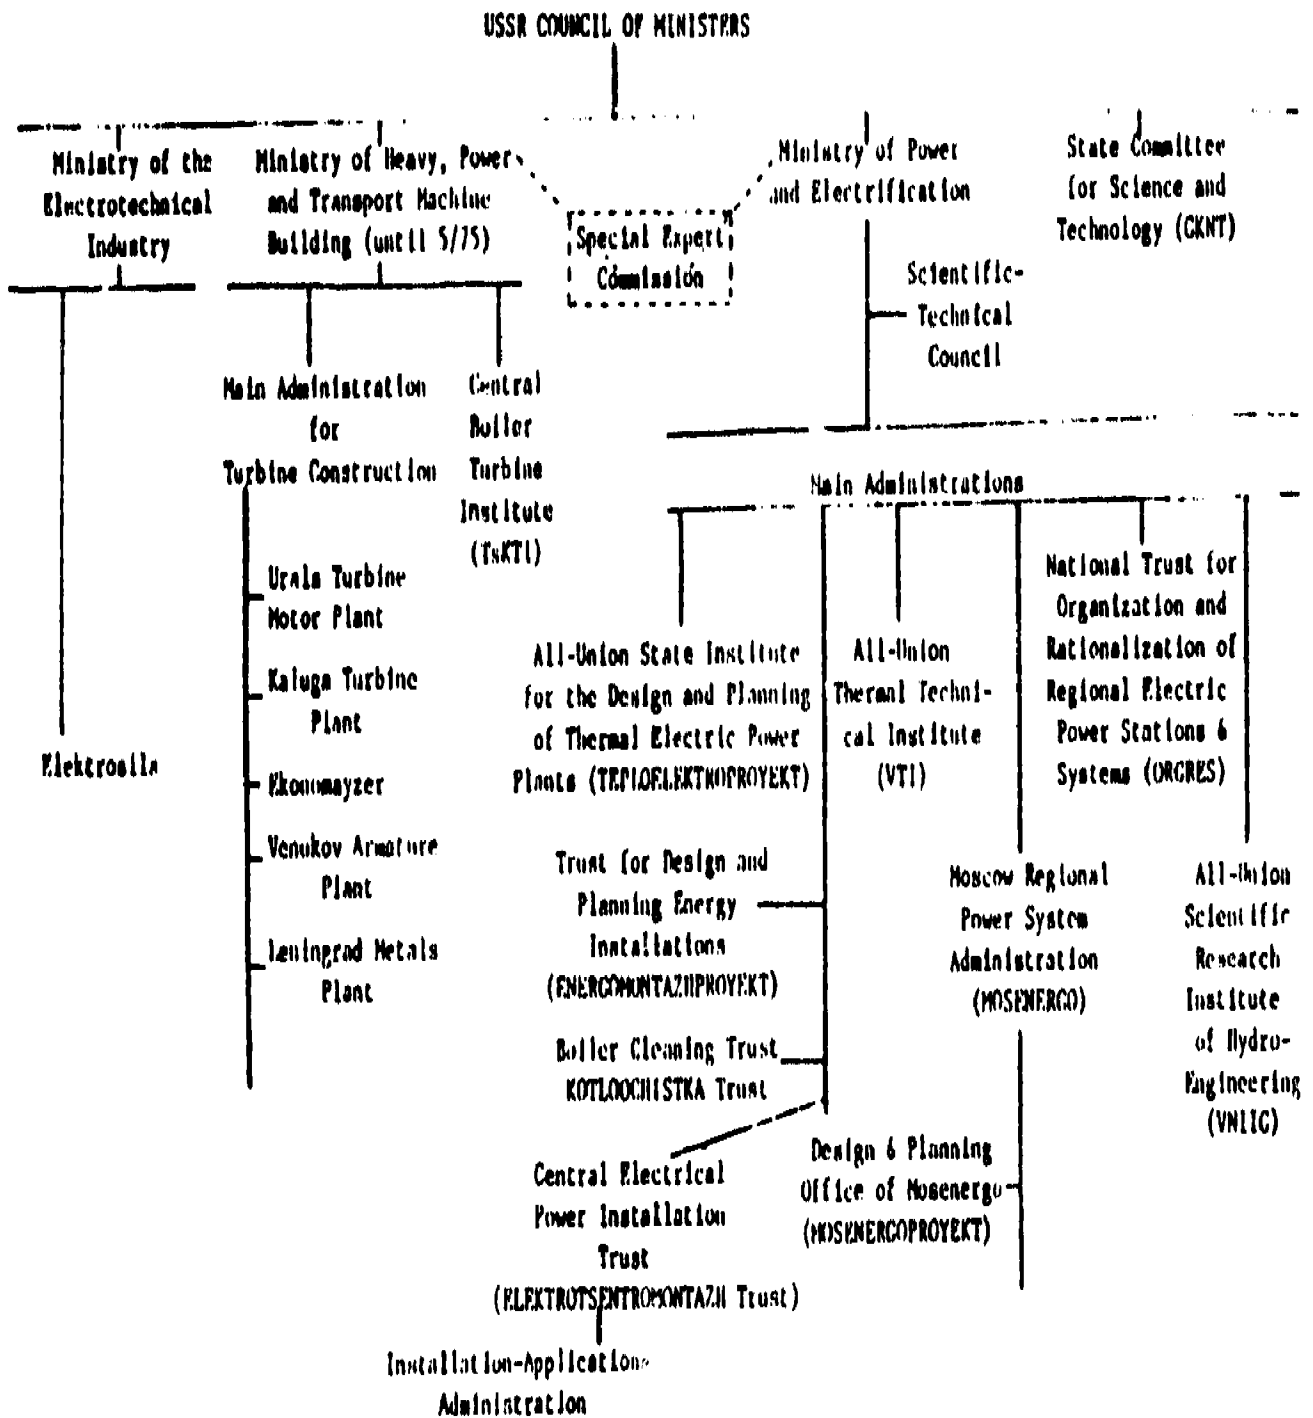 USSR COUNCIL OF MINISTERS
Ministry of the
Electrotechnical
Industry
Ministry of Heavy, Power
and Transport Machine
Building (until 5/75)
Special Expert
Commission
Ministry of Power
and Electrification
State Committee
for Science and
Technology (GKNT)
Scientific-
Technical
Council
Main Administration
for
Turbine Construction
Central
Boiler
Turbine
Institute
(TsKTI)
Main Administrations
Urals Turbine
Motor Plant
Kaluga Turbine
Plant
Ekonomayzer
Venukov Armature
Plant
Leningrad Metals
Plant
Elektrosila
All-Union State Institute
for the Design and Planning
of Thermal Electric Power
Plants (TEPLOELEKTROPROYEKT)
All-Union
Thermal Techni-
cal Institute
(VTI)
National Trust for
Organization and
Rationalization of
Regional Electric
Power Stations &
Systems (ORGRES)
Trust for Design and
Planning Energy
Installations
(ENERGOMONTAZHPROYEKT)
Moscow Regional
Power System
Administration
(MOSENERGO)
All-Union
Scientific
Research
Institute
of Hydro-
Engineering
(VNIIG)
Boiler Cleaning Trust
KOTLOOCHISTKA Trust
Central Electrical
Power Installation
Trust
(ELEKTROTSENTROMONTAZH Trust)
Design & Planning
Office of Mosenergo
(MOSENERGOPROYEKT)
Installation-Applications
Administration